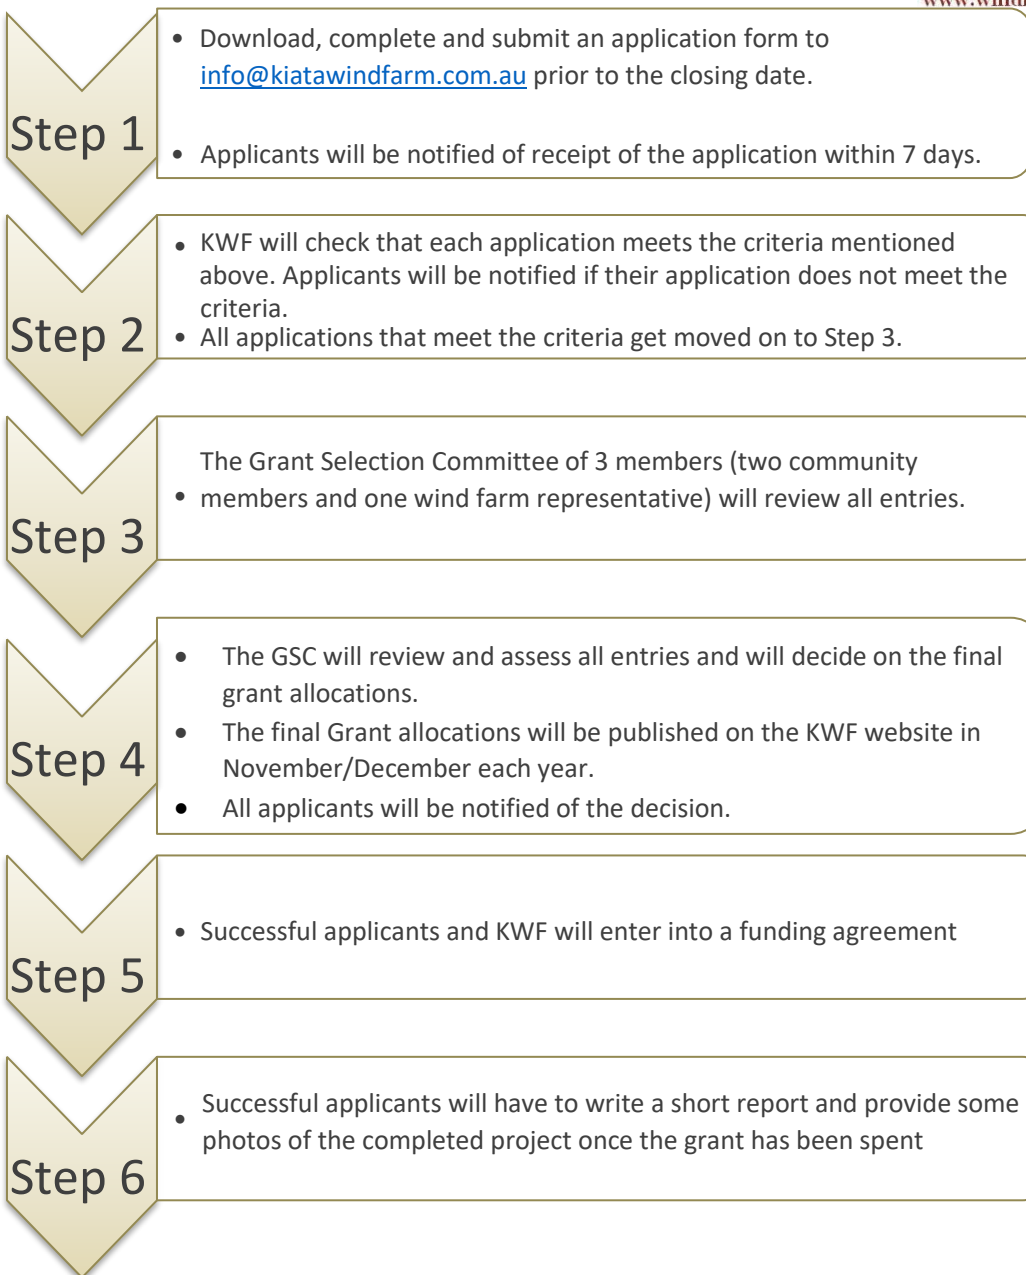 Step 1
• Download, complete and submit an application form to
info@kiatawindfarm.com.au prior to the closing date.
• Applicants will be notified of receipt of the application within 7 days.
Step 2
• KWF will check that each application meets the criteria mentioned
above. Applicants will be notified if their application does not meet the
criteria.
• All applications that meet the criteria get moved on to Step 3.
Step 3
The Grant Selection Committee of 3 members (two community
• members and one wind farm representative) will review all entries.
Step 4
• The GSC will review and assess all entries and will decide on the final
grant allocations.
• The final Grant allocations will be published on the KWF website in
November/December each year.
• All applicants will be notified of the decision.
Step 5
• Successful applicants and KWF will enter into a funding agreement
Step 6
• Successful applicants will have to write a short report and provide some
photos of the completed project once the grant has been spent